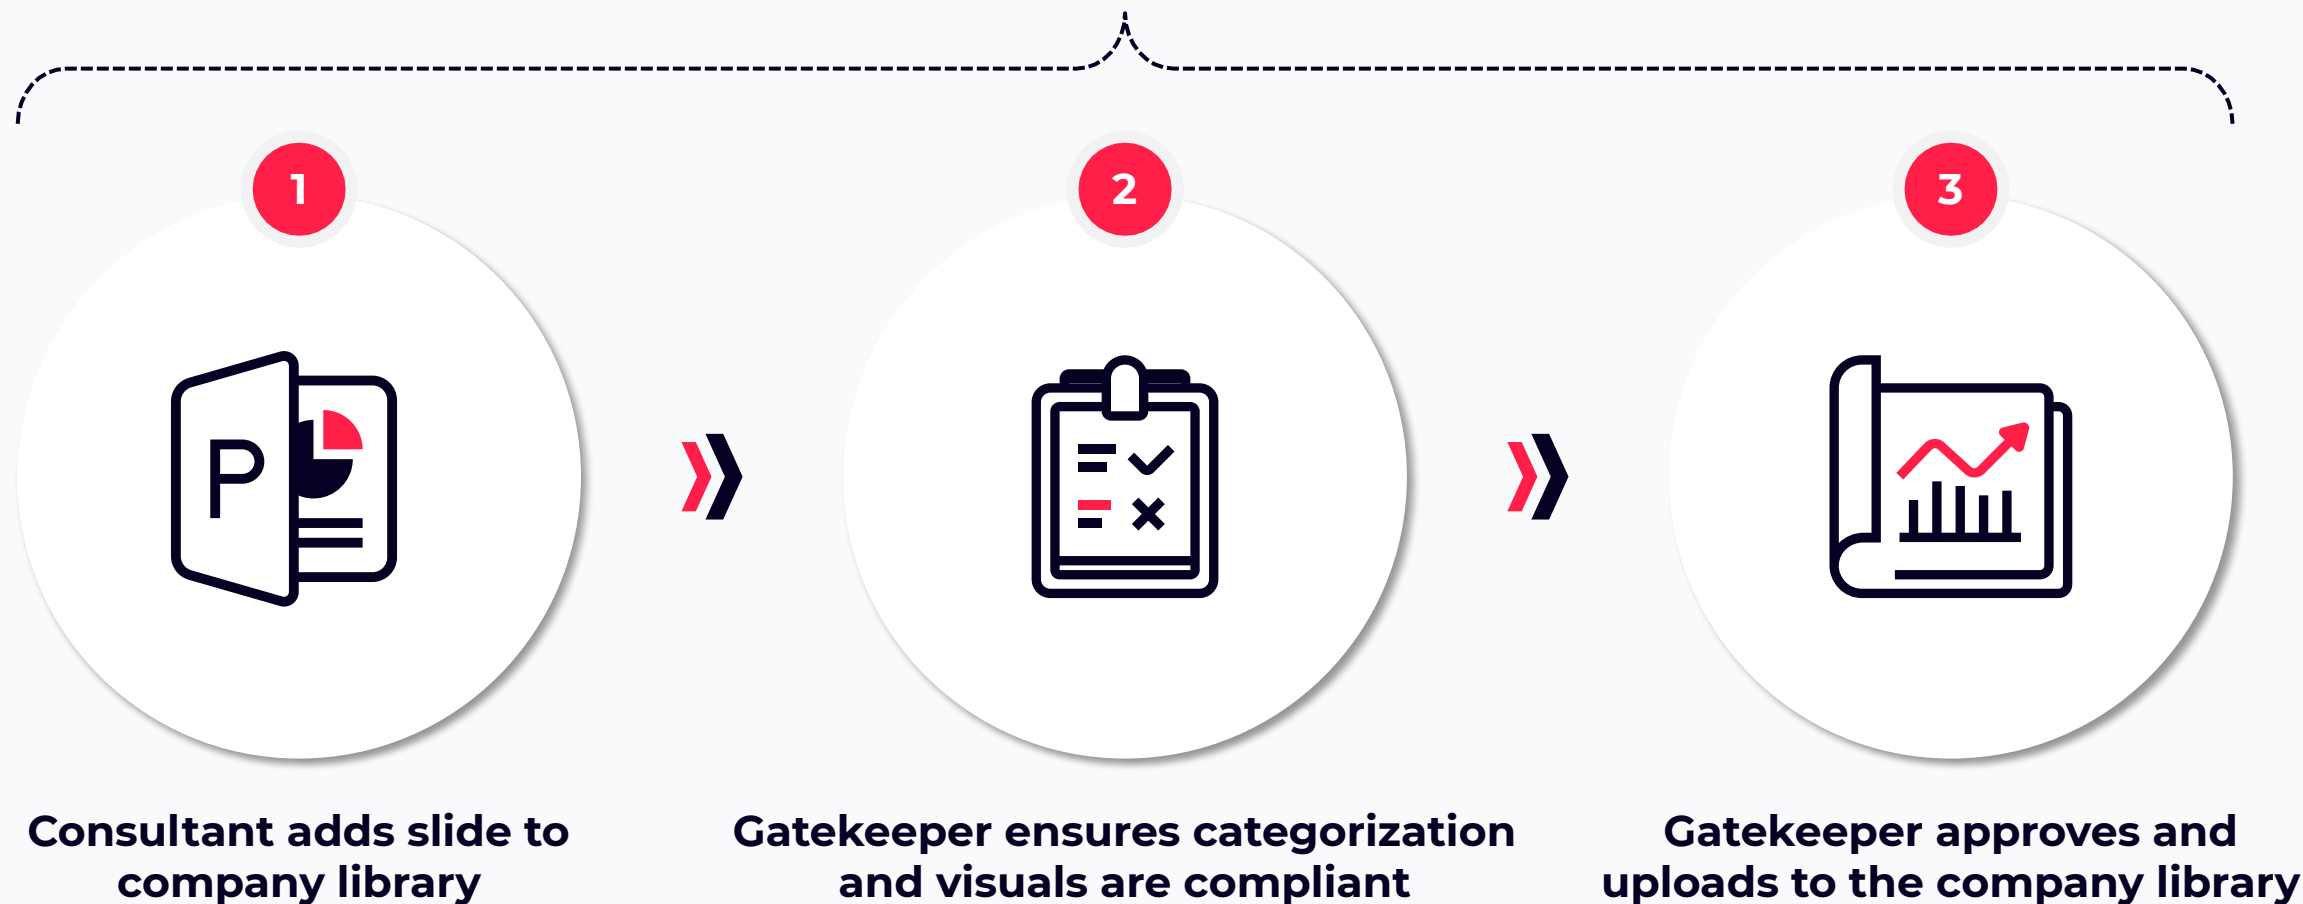 1
2
3
P
Consultant adds slide to
company library
Gatekeeper ensures categorization
and visuals are compliant
Gatekeeper approves and
uploads to the company library